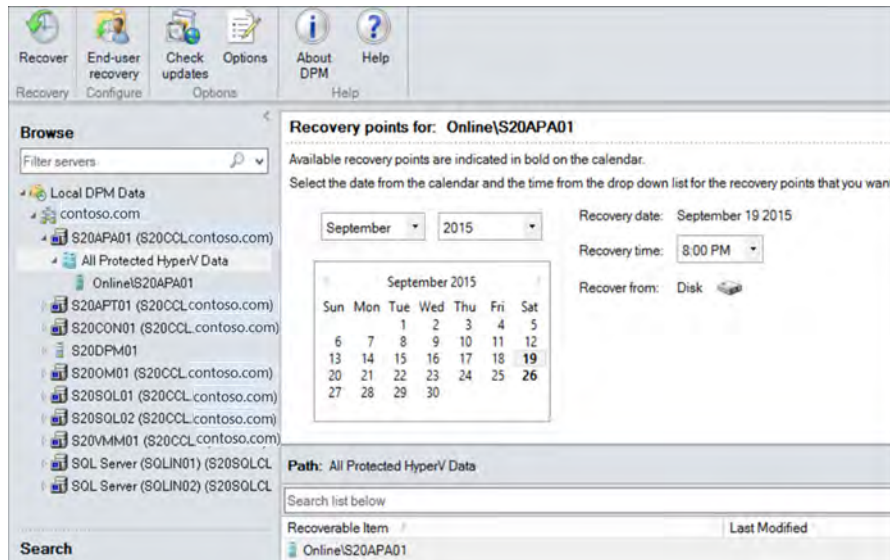 Recover End-user recovery Check updates Options About DPM Help
Recovery Configure Options Help
Browse
Filter servers
Local DPM Data
contoso.com
S20APA01 (S20CCL.contoso.com)
All Protected HyperV Data
Online\S20APA01
S20APT01 (S20CCL.contoso.com)
S20CON01 (S20CCL.contoso.com)
S20DPM01
S20OM01 (S20CCL.contoso.com)
S20SQL01 (S20CCL.contoso.com)
S20SQL02 (S20CCL.contoso.com)
S20VMM01 (S20CCL.contoso.com)
SQL Server (SQLIN01) (S20SQLCL
SQL Server (SQLIN02) (S20SQLCL
Search
Recovery points for: Online\S20APA01
Available recovery points are indicated in bold on the calendar.
Select the date from the calendar and the time from the drop down list for the recovery points that you want
September 2015
Recovery date: September 19 2015
Recovery time: 8:00 PM
Recover from: Disk
September 2015
Sun Mon Tue Wed Thu Fri Sat
1 2 3 4 5
6 7 8 9 10 11 12
13 14 15 16 17 18 19
20 21 22 23 24 25 26
27 28 29 30
Path: All Protected HyperV Data
Search list below
Recoverable Item Last Modified
Online\S20APA01